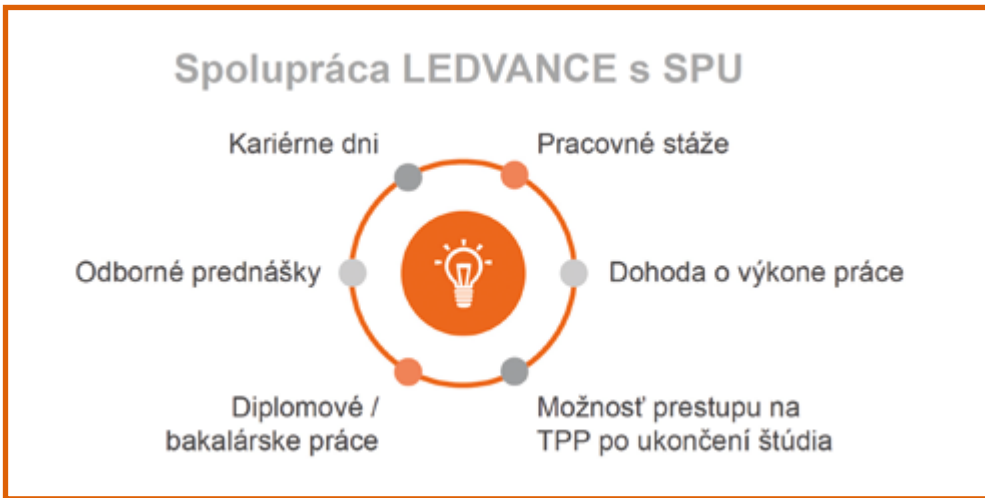 Spolupráca LEDVANCE s SPU
Kariérne dni
Pracovné stáže
Odborné prednášky
Dohoda o výkone práce
Diplomové /
bakalárske práce
Možnosť prestupu na
TPP po ukončení štúdia